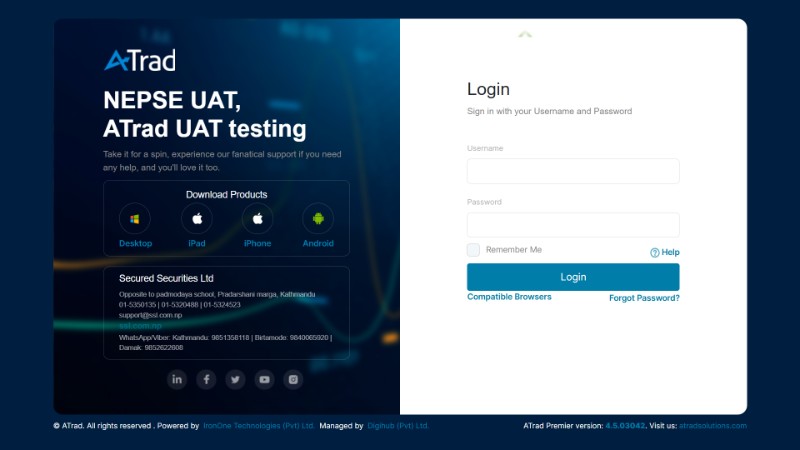 ATrad
NEPSE UAT,
ATrad UAT testing
Take it for a spin, experience our fanatical support if you need
any help, and you'll love it too.
Download Products
Desktop
iPad
iPhone
Android
Secured Securities Ltd
Opposite to padmodaya school, Pradarshani marga, Kathmandu
01-5350135 | 01-5320488 | 01-5324523
support@ssl.com.np
ssl.com.np
WhatsApp/Viber: Kathmandu: 9851358118 | Birtamode: 9840065920 |
Damak: 9852622808
Login
Sign in with your Username and Password
Username
Password
Remember Me
Help
Login
Compatible Browsers
Forgot Password?
© ATrad. All rights reserved . Powered by IronOne Technologies (Pvt) Ltd. Managed by Digihub (Pvt) Ltd.
ATrad Premier version: 4.5.03042. Visit us: atradsolutions.com